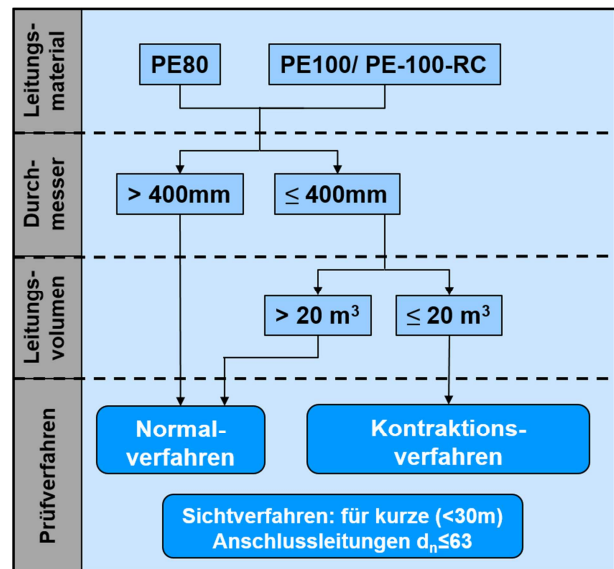 Leitungs-
material
PE80
PE100/ PE-100-RC
Durch-
messer
> 400mm
≤ 400mm
Leitungs-
volumen
> 20 m³
≤ 20 m³
Prüfverfahren
Normal-
verfahren
Kontraktions-
verfahren
Sichtverfahren: für kurze (<30m)
Anschlussleitungen dn≤63